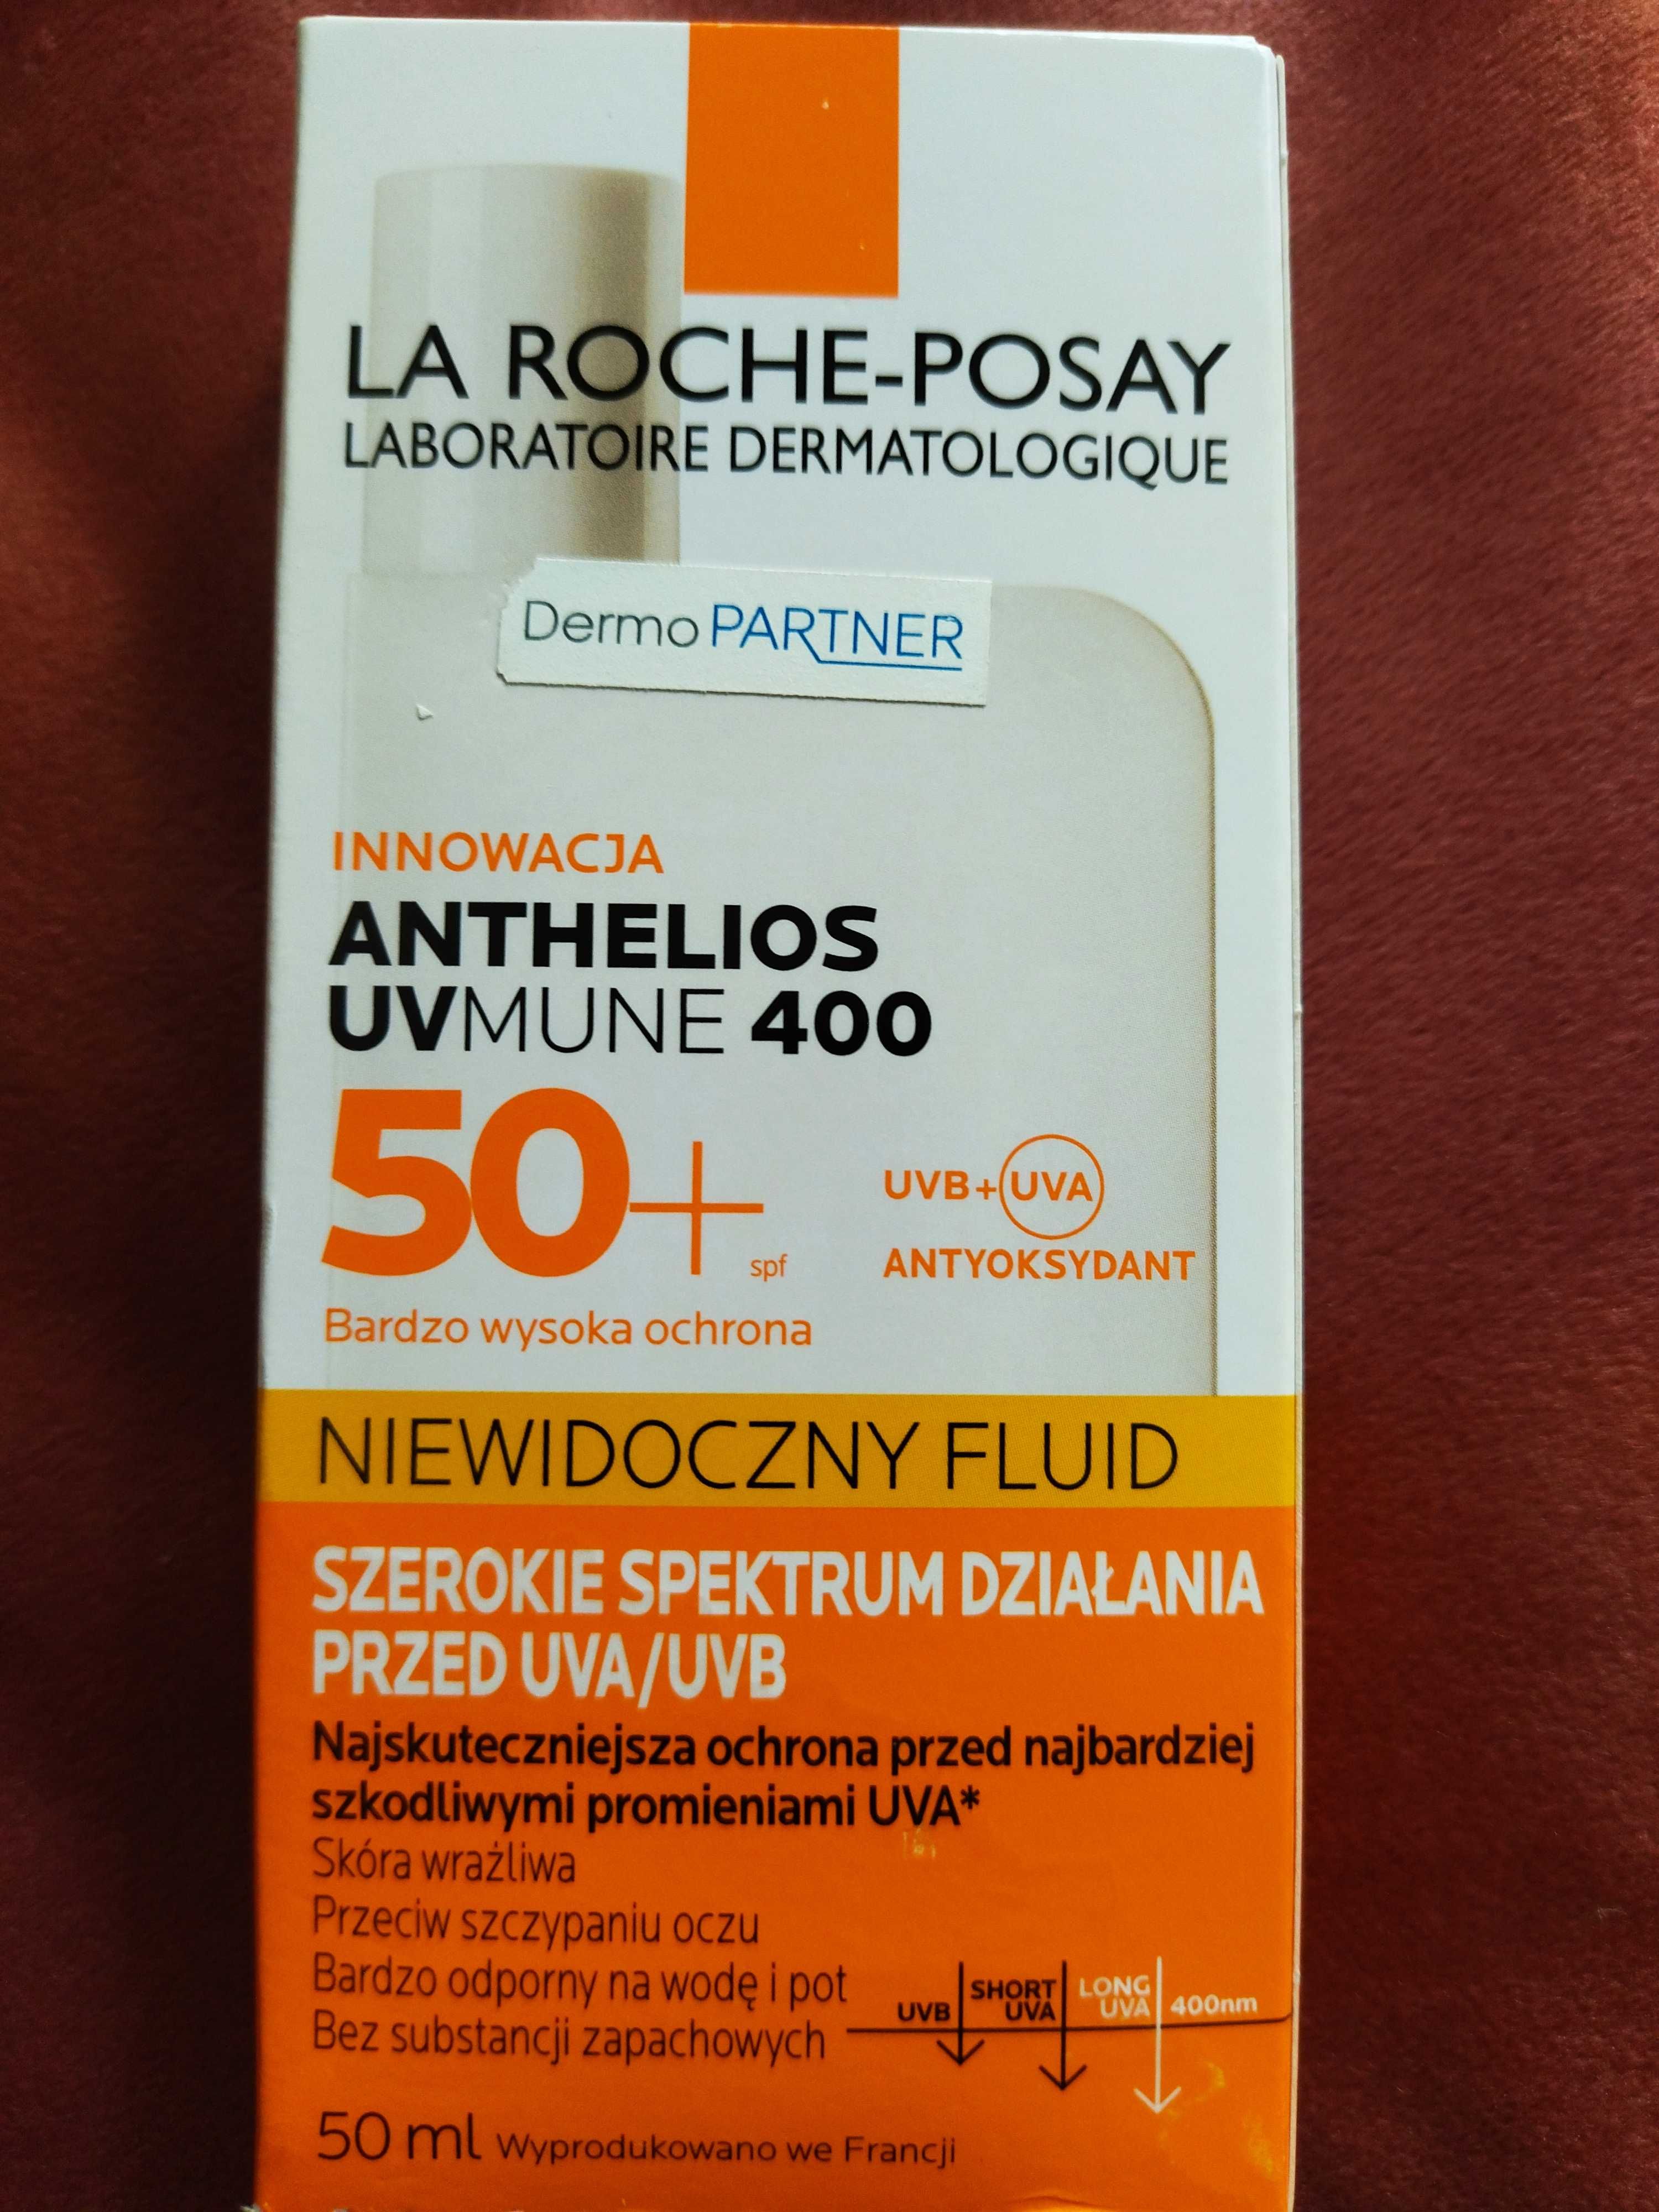 LA ROCHE-POSAY
LABORATOIRE DERMATOLOGIQUE
Dermo PARTNER
INNOWACJA
ANTHELIOS
UVMUNE 400
50+ spf
UVB+UVA
ANTYOKSYDANT
Bardzo wysoka ochrona
NIEWIDOCZNY FLUID
SZEROKIE SPEKTRUM DZIAŁANIA
PRZED UVA/UVB
Najskuteczniejsza ochrona przed najbardziej
szkodliwymi promieniami UVA*
Skóra wrażliwa
Przeciw szczypaniu oczu
Bardzo odporny na wodę i pot
Bez substancji zapachowych
UVB
SHORT
UVA
LONG
UVA
400nm
50 ml Wyprodukowano we Francji